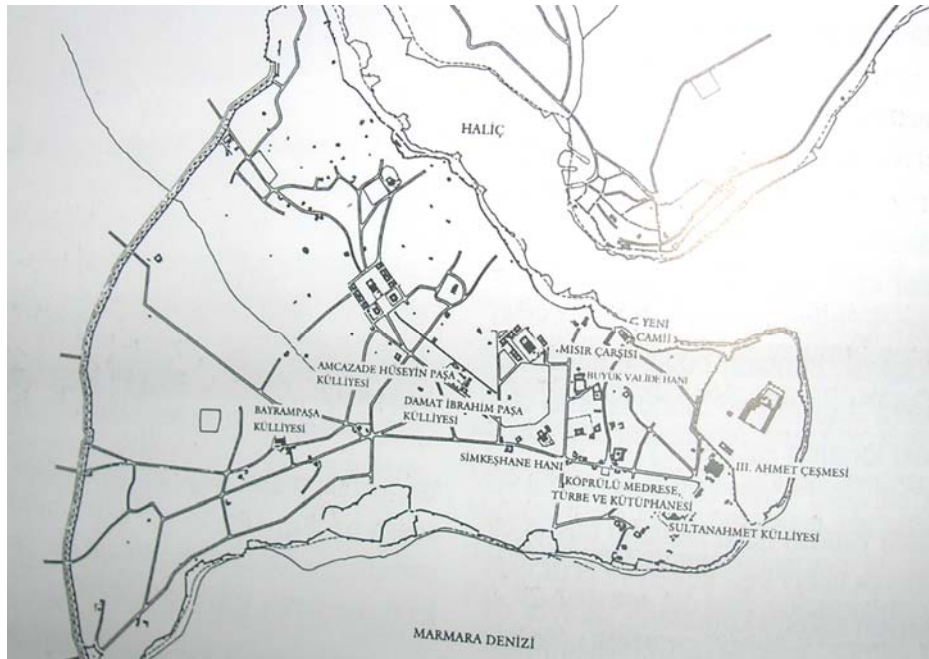 HALİÇ
YENİ
CAMİİ
MISIR ÇARŞISI
BÜYÜK VALİDE HANI
AMCAZADE HÜSEYİN PAŞA
KÜLLİYESİ
DAMAT İBRAHİM PAŞA
KÜLLİYESİ
BAYRAMPAŞA
KÜLLİYESİ
SİMKEŞHANE HANI
III. AHMET ÇEŞMESİ
KÖPRÜLÜ MEDRESE,
TÜRBE VE KÜTÜPHANESİ
SULTANAHMET KÜLLİYESİ
MARMARA DENİZİ